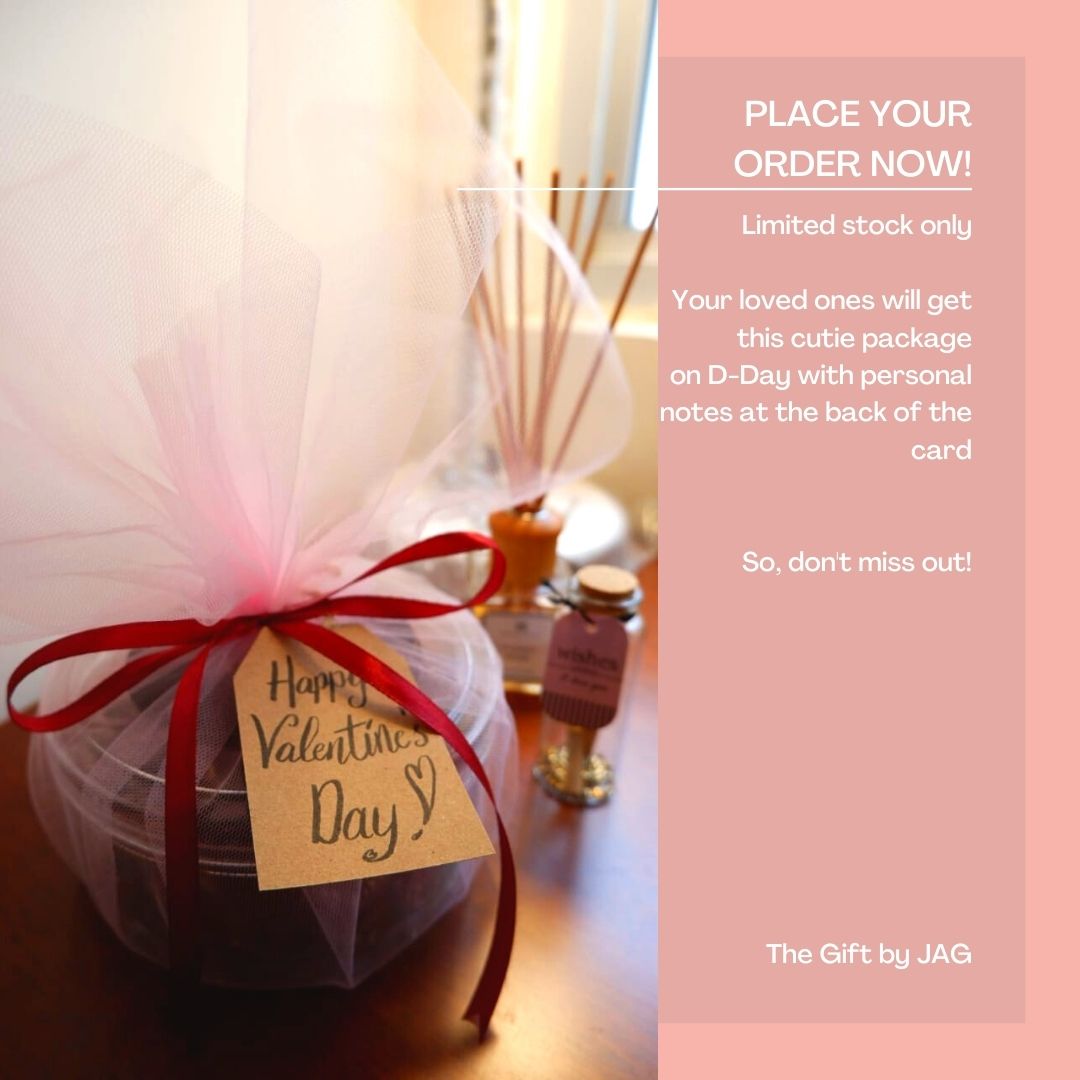 PLACE YOUR
ORDER NOW!
Limited stock only
Your loved ones will get
this cutie package
on D-Day with personal
notes at the back of the
card
So, don't miss out!
The Gift by JAG
Happy
Valentine's
Day
wishes